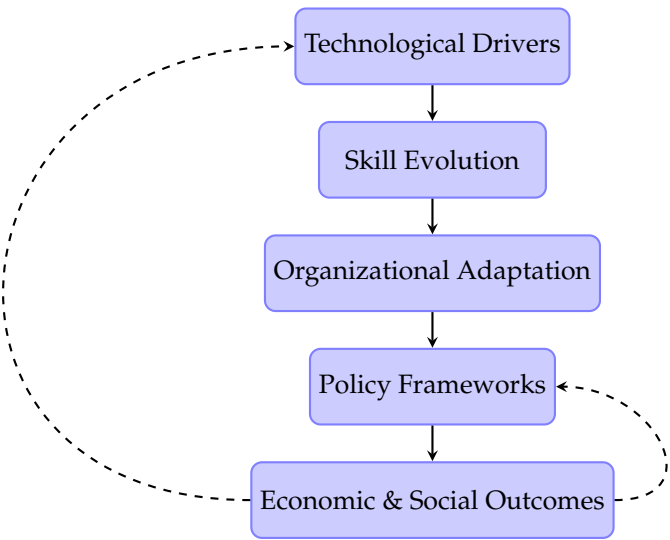 Technological Drivers
Skill Evolution
Organizational Adaptation
Policy Frameworks
Economic & Social Outcomes